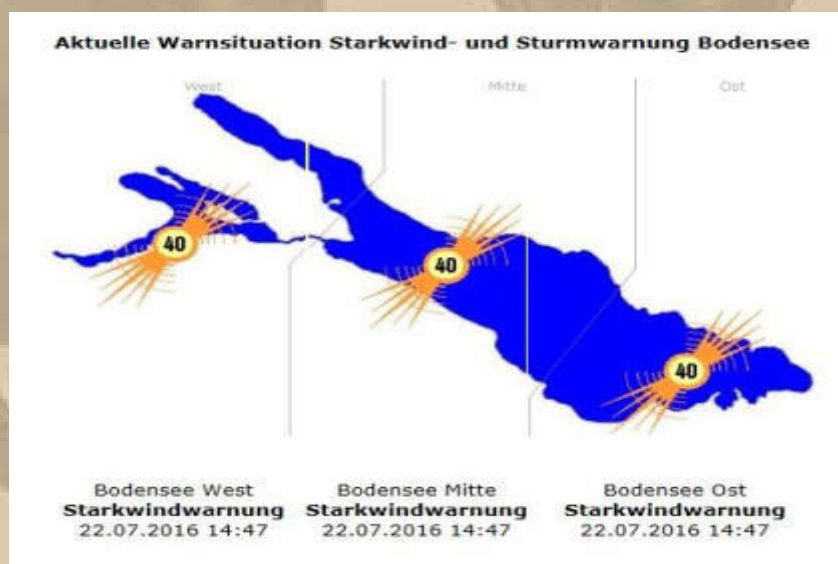 Aktuelle Warnsituation Starkwind- und Sturmwarnung Bodensee
West Mitte Ost
40
40
40
Bodensee West
Starkwindwarnung
22.07.2016 14:47
Bodensee Mitte
Starkwindwarnung
22.07.2016 14:47
Bodensee Ost
Starkwindwarnung
22.07.2016 14:47